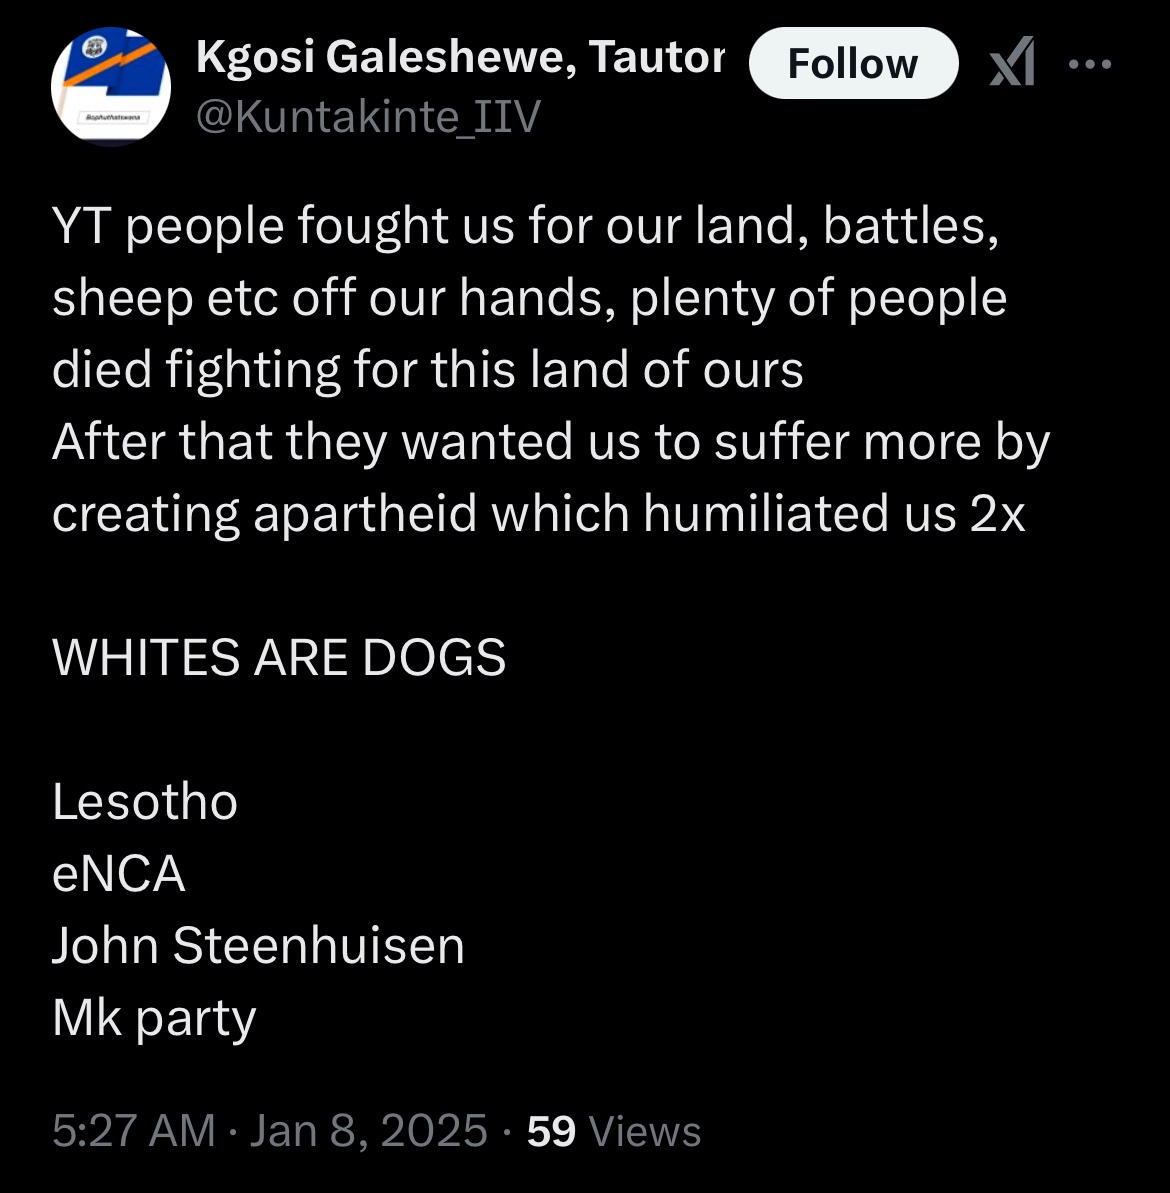 Kgosi Galeshewe, Tautor
Follow
@Kuntakinte_IIV
Bophuthatswana
YT people fought us for our land, battles,
sheep etc off our hands, plenty of people
died fighting for this land of ours
After that they wanted us to suffer more by
creating apartheid which humiliated us 2x
WHITES ARE DOGS
Lesotho
eNCA
John Steenhuisen
Mk party
5:27 AM · Jan 8, 2025 · 59 Views